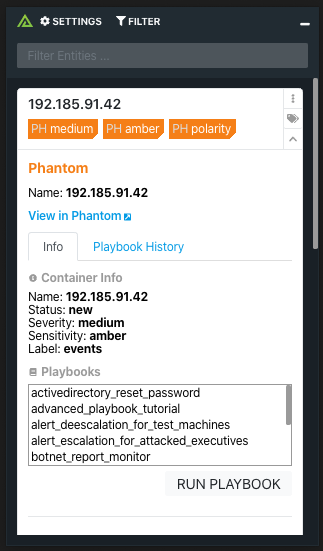 SETTINGS FILTER
Filter Entities ...
192.185.91.42
PH medium PH amber PH polarity
Phantom
Name: 192.185.91.42
View in Phantom
Info Playbook History
Container Info
Name: 192.185.91.42
Status: new
Severity: medium
Sensitivity: amber
Label: events
Playbooks
activedirectory_reset_password
advanced_playbook_tutorial
alert_deescalation_for_test_machines
alert_escalation_for_attacked_executives
botnet_report_monitor
RUN PLAYBOOK